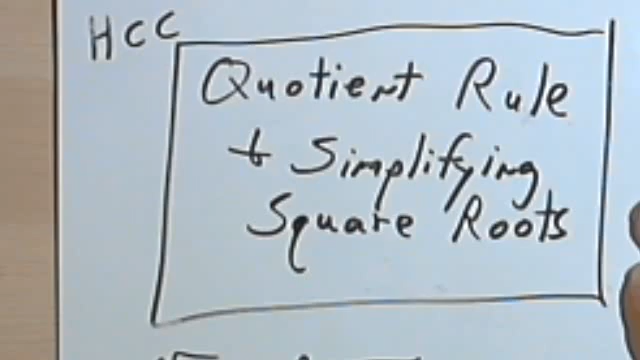 HCC
Quotient Rule
+ Simplifying
Square Roots